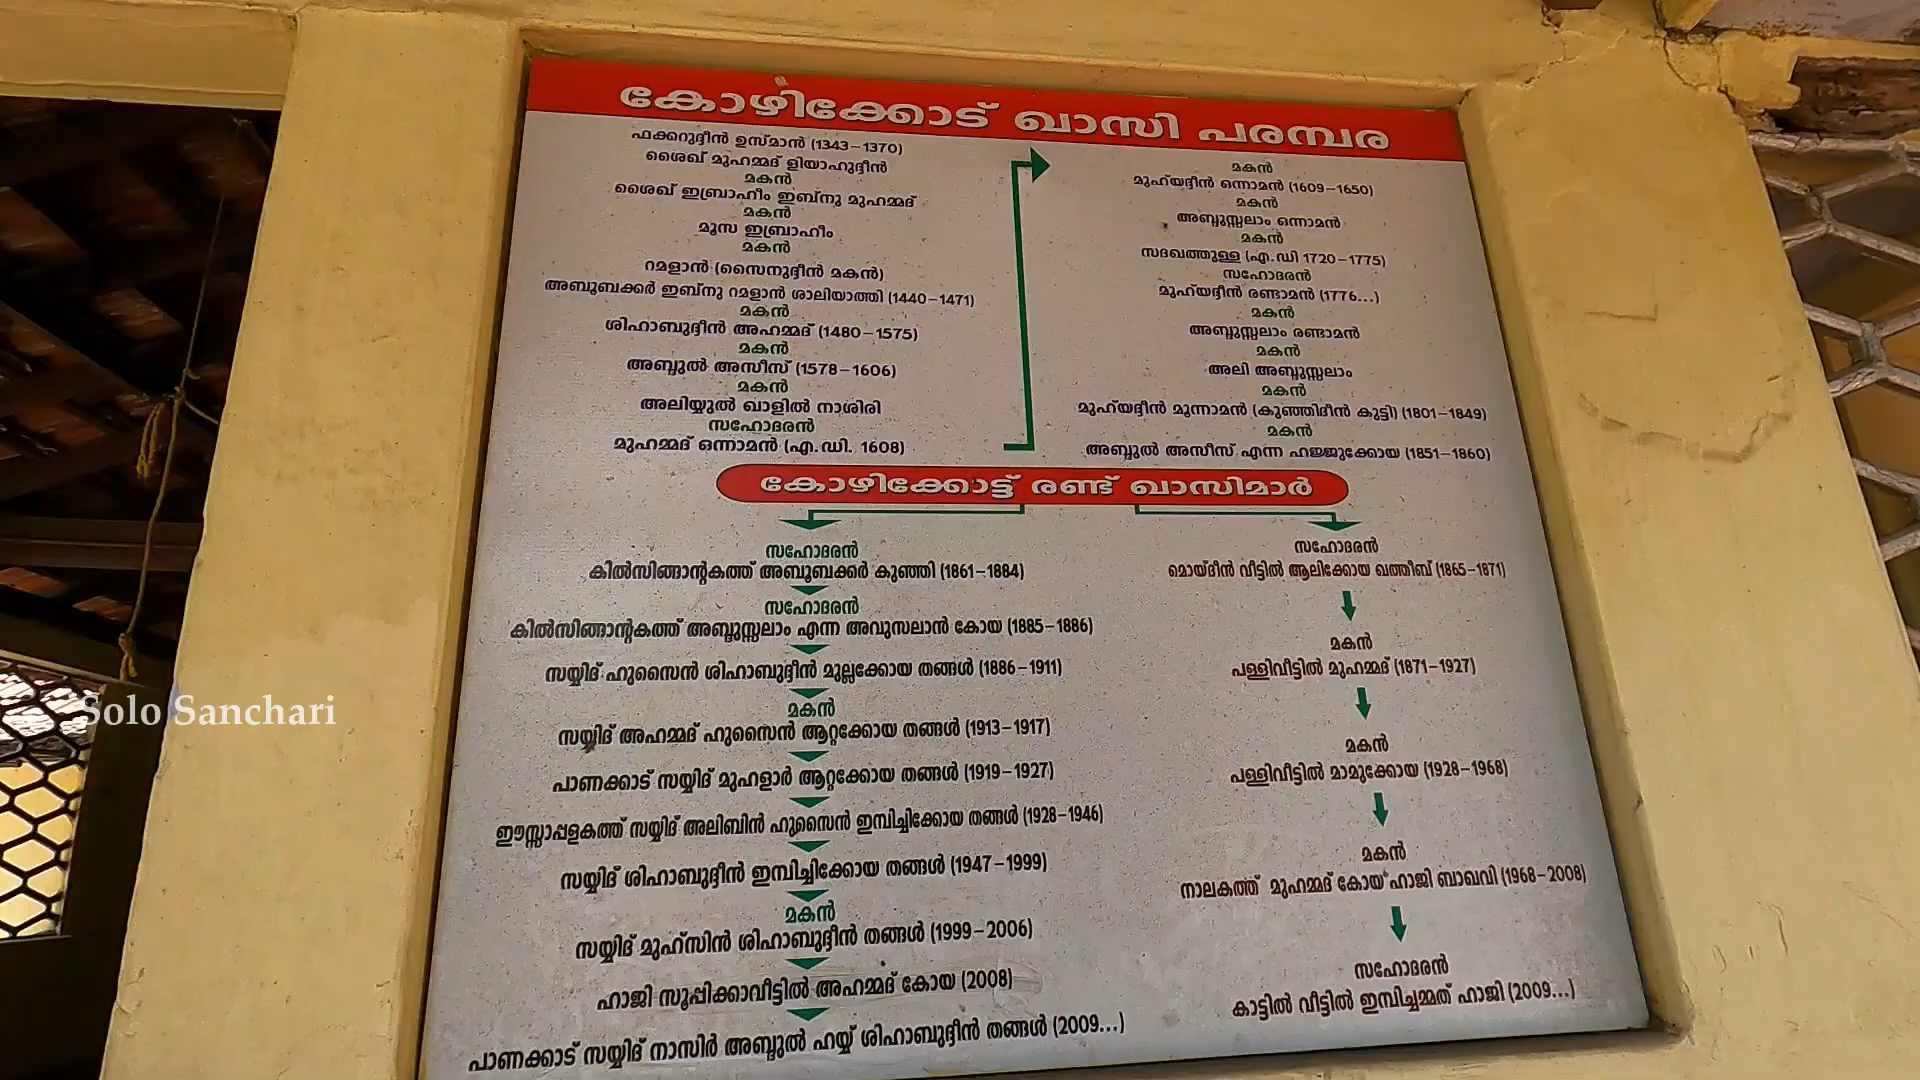 കോഴിക്കോട് ഖാസി പരമ്പര
ഫക്കറുദ്ദീൻ ഉസ്മാൻ (1343-1370)
ശൈഖ് മുഹമ്മദ് ളിയാഹുദ്ദീൻ
മകൻ
ശൈഖ് ഇബ്രാഹീം ഇബ്നു മുഹമ്മദ്
മകൻ
മൂസ ഇബ്രാഹീം
മകൻ
റമളാൻ (സൈനുദ്ദീൻ മകൻ)
അബൂബക്കർ ഇബ്നു റമളാൻ ശാലിയാത്തി (1440-1471)
മകൻ
ശിഹാബുദ്ദീൻ അഹമ്മദ് (1480-1575)
മകൻ
അബ്ദുൽ അസീസ് (1578-1606)
മകൻ
അലിയ്യുൽ ഖാളിൽ നാശിരി
സഹോദരൻ
മുഹമ്മദ് ഒന്നാമൻ (എ.ഡി. 1608)
മകൻ
മുഹ്‌യദ്ദീൻ ഒന്നാമൻ (1609-1650)
മകൻ
അബ്ദുസ്സലാം ഒന്നാമൻ
മകൻ
സദഖത്തുള്ള (എ.ഡി 1720-1775)
സഹോദരൻ
മുഹ്‌യദ്ദീൻ രണ്ടാമൻ (1776...)
മകൻ
അബ്ദുസ്സലാം രണ്ടാമൻ
മകൻ
അലി അബ്ദുസ്സലാം
മകൻ
മുഹ്‌യദ്ദീൻ മൂന്നാമൻ (കുഞ്ഞിദീൻ കുട്ടി) (1801-1849)
മകൻ
അബ്ദുൽ അസീസ് എന്ന ഹജ്ജുക്കോയ (1851-1860)
കോഴിക്കോട്ട് രണ്ട് ഖാസിമാർ
സഹോദരൻ
കിൽസിങ്ങാന്റകത്ത് അബൂബക്കർ കുഞ്ഞി (1861-1884)
സഹോദരൻ
കിൽസിങ്ങാന്റകത്ത് അബ്ദുസ്സലാം എന്ന അവുസലാൻ കോയ (1885-1886)
സയ്യിദ് ഹുസൈൻ ശിഹാബുദ്ദീൻ മുല്ലക്കോയ തങ്ങൾ (1886-1911)
മകൻ
സയ്യിദ് അഹമ്മദ് ഹുസൈൻ ആറ്റക്കോയ തങ്ങൾ (1913-1917)
പാണക്കാട് സയ്യിദ് മുഹളാർ ആറ്റക്കോയ തങ്ങൾ (1919-1927)
ഈസ്സാപ്പളകത്ത് സയ്യിദ് അലിബിൻ ഹുസൈൻ ഇമ്പിച്ചിക്കോയ തങ്ങൾ (1928-1946)
സയ്യിദ് ശിഹാബുദ്ദീൻ ഇമ്പിച്ചിക്കോയ തങ്ങൾ (1947-1999)
മകൻ
സയ്യിദ് മുഹ്സിൻ ശിഹാബുദ്ദീൻ തങ്ങൾ (1999-2006)
ഹാജി സൂപ്പിക്കാവീട്ടിൽ അഹമ്മദ് കോയ (2008)
പാണക്കാട് സയ്യിദ് നാസിർ അബ്ദുൽ ഹയ്യ് ശിഹാബുദ്ദീൻ തങ്ങൾ (2009...)
സഹോദരൻ
മൊയ്ദീൻ വീട്ടിൽ ആലിക്കോയ ഖത്തീബ് (1865-1871)
മകൻ
പള്ളിവീട്ടിൽ മുഹമ്മദ് (1871-1927)
മകൻ
പള്ളിവീട്ടിൽ മാമുക്കോയ (1928-1968)
മകൻ
നാലകത്ത് മുഹമ്മദ് കോയ ഹാജി ബാഖവി (1968-2008)
സഹോദരൻ
കാട്ടിൽ വീട്ടിൽ ഇമ്പിച്ചമ്മത് ഹാജി (2009...)
Solo Sanchari